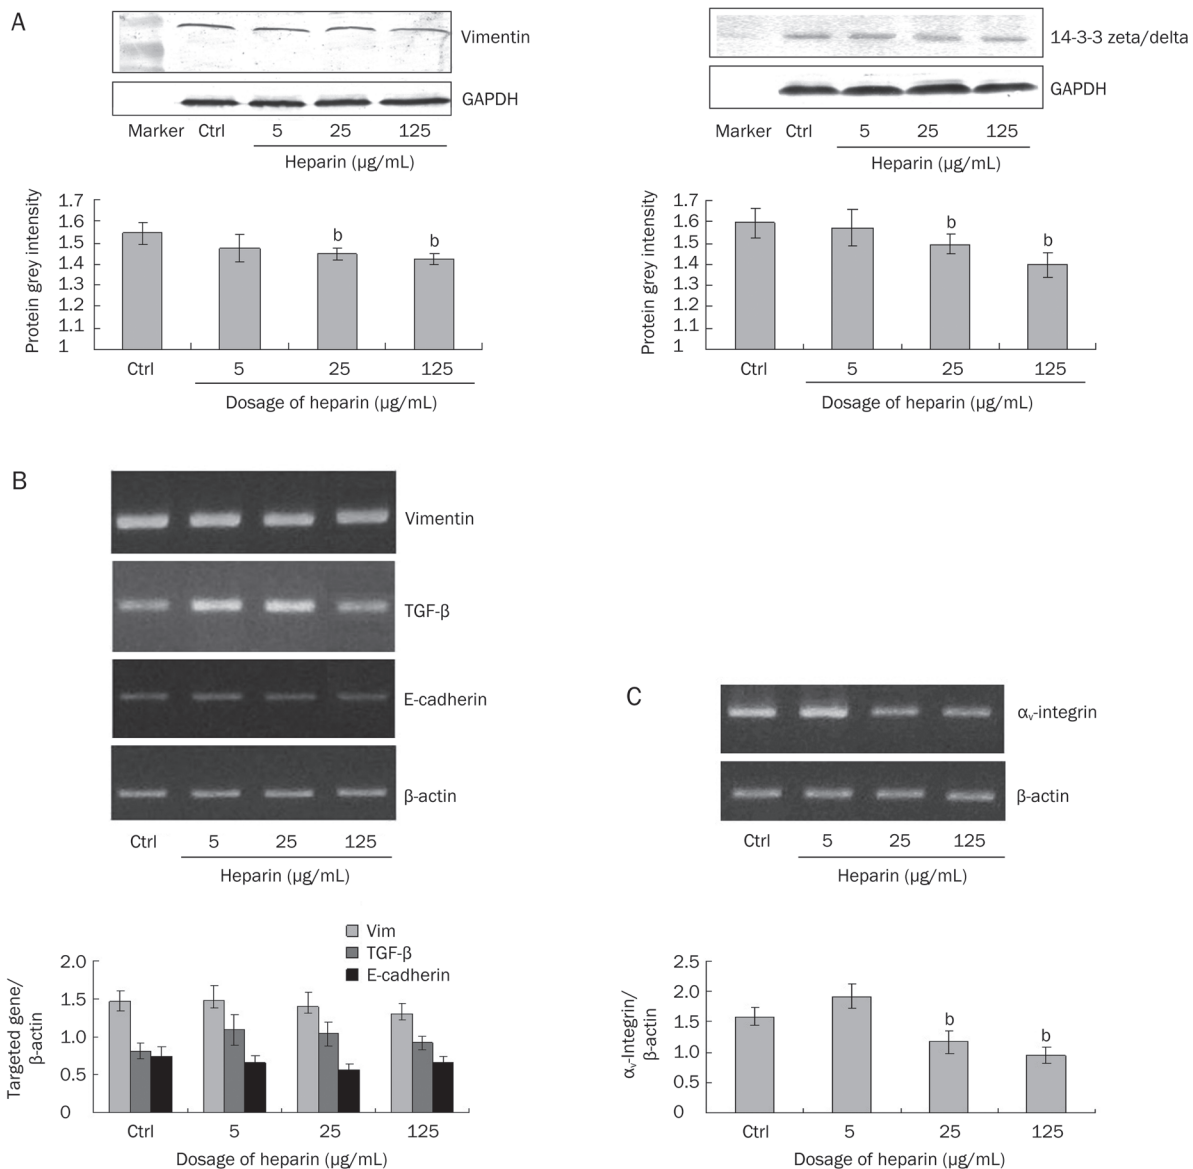 A
Vimentin
GAPDH
Marker Ctrl 5 25 125
Heparin (µg/mL)
Protein grey intensity
1.7
1.6
1.5
1.4
1.3
1.2
1.1
1
b
b
Ctrl 5 25 125
Dosage of heparin (µg/mL)
14-3-3 zeta/delta
GAPDH
Marker Ctrl 5 25 125
Heparin (µg/mL)
Protein grey intensity
1.7
1.6
1.5
1.4
1.3
1.2
1.1
1
b
b
Ctrl 5 25 125
Dosage of heparin (µg/mL)
B
Vimentin
TGF-β
E-cadherin
β-actin
Ctrl 5 25 125
Heparin (µg/mL)
Vim
TGF-β
E-cadherin
Targeted gene/
β-actin
2.0
1.5
1.0
0.5
0
Ctrl 5 25 125
Dosage of heparin (µg/mL)
C
αᵥ-integrin
β-actin
Ctrl 5 25 125
Heparin (µg/mL)
αᵥ-Integrin/
β-actin
2.5
2.0
1.5
1.0
0.5
0
b
b
Ctrl 5 25 125
Dosage of heparin (µg/mL)